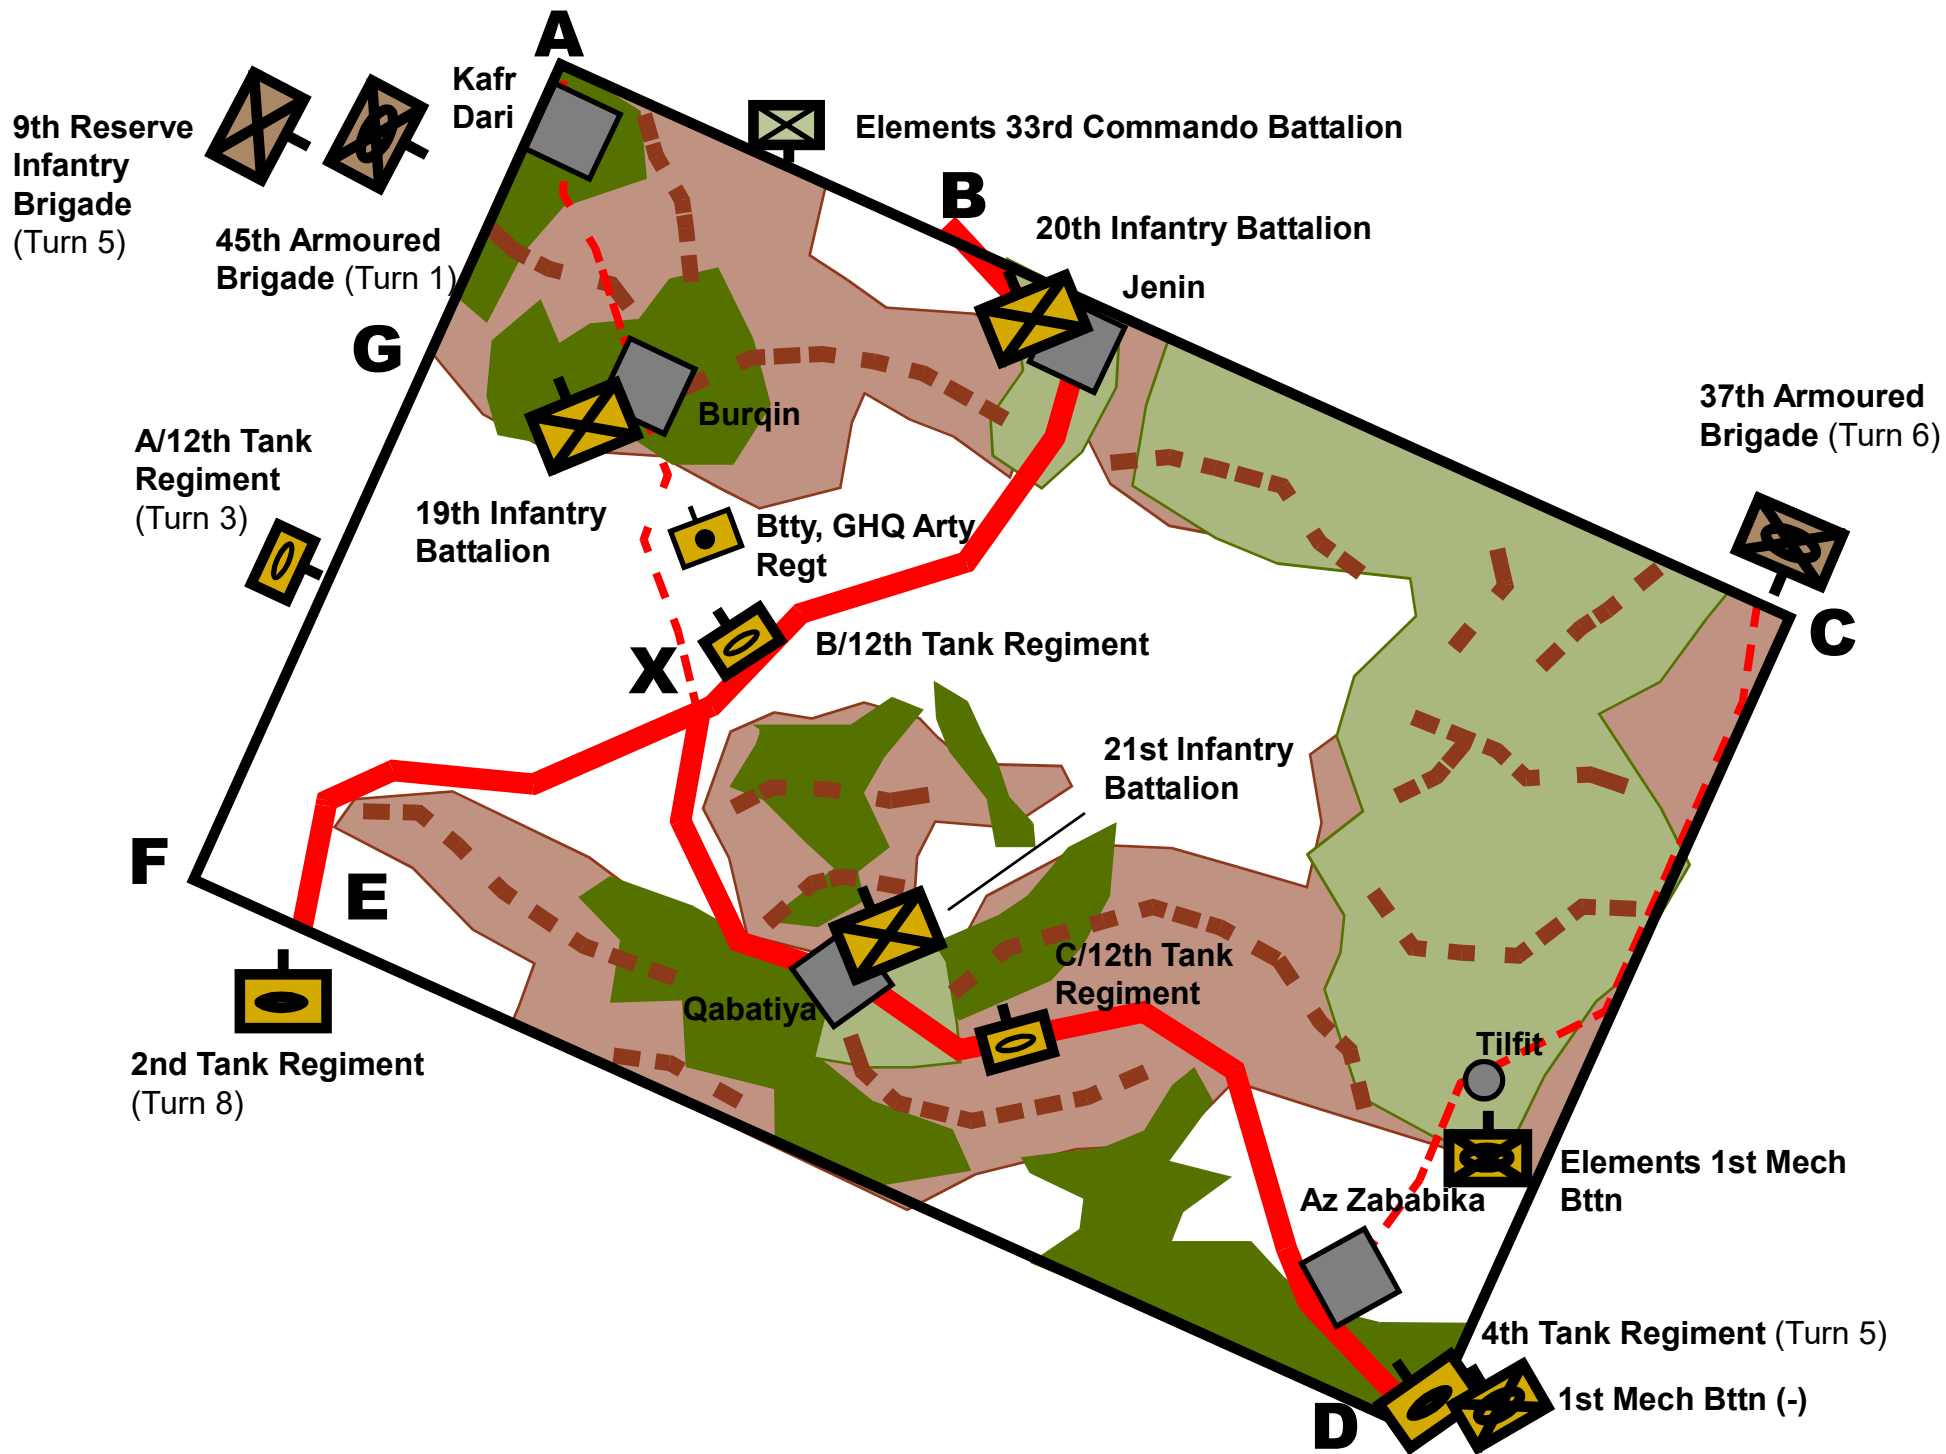 A
Kafr
Dari
9th Reserve
Infantry
Brigade
(Turn 5)
45th Armoured
Brigade (Turn 1)
Elements 33rd Commando Battalion
B
20th Infantry Battalion
Jenin
G
37th Armoured
Brigade (Turn 6)
A/12th Tank
Regiment
(Turn 3)
Burqin
19th Infantry
Battalion
Btty, GHQ Arty
Regt
X
B/12th Tank Regiment
C
21st Infantry
Battalion
F
E
C/12th Tank
Regiment
Qabatiya
Tilfit
2nd Tank Regiment
(Turn 8)
Elements 1st Mech
Bttn
Az Zababika
4th Tank Regiment (Turn 5)
1st Mech Bttn (-)
D